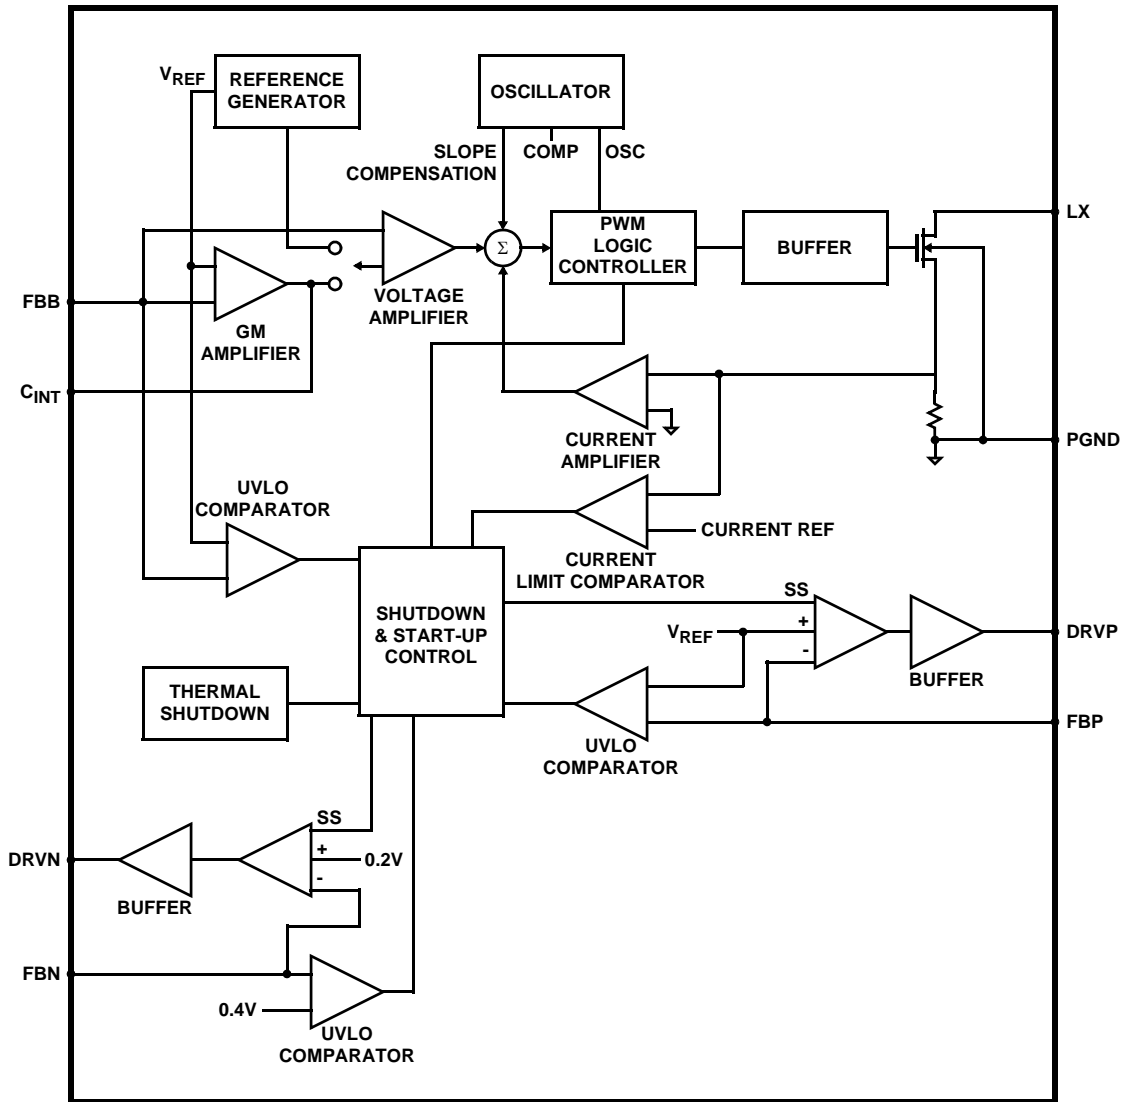 VREF
REFERENCE
GENERATOR
OSCILLATOR
SLOPE
COMPENSATION
COMP
OSC
LX
PWM
LOGIC
CONTROLLER
BUFFER
Σ
FBB
GM
AMPLIFIER
VOLTAGE
AMPLIFIER
CINT
CURRENT
AMPLIFIER
PGND
UVLO
COMPARATOR
CURRENT REF
CURRENT
LIMIT COMPARATOR
SHUTDOWN
& START-UP
CONTROL
SS
VREF
+
-
DRVP
BUFFER
THERMAL
SHUTDOWN
FBP
UVLO
COMPARATOR
SS
DRVN
+
0.2V
-
BUFFER
FBN
0.4V
UVLO
COMPARATOR